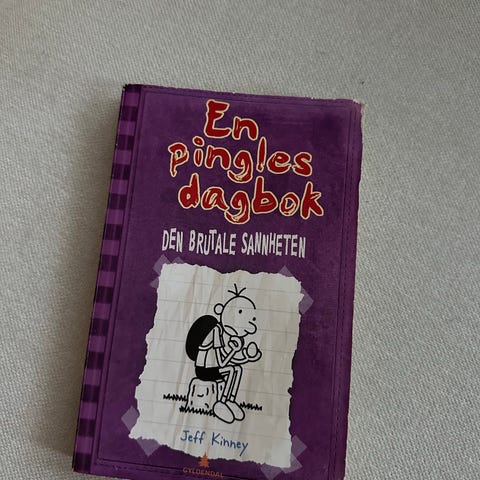 En
pingles
dagbok
DEN BRUTALE SANNHETEN
Jeff Kinney
GYLDENDAL